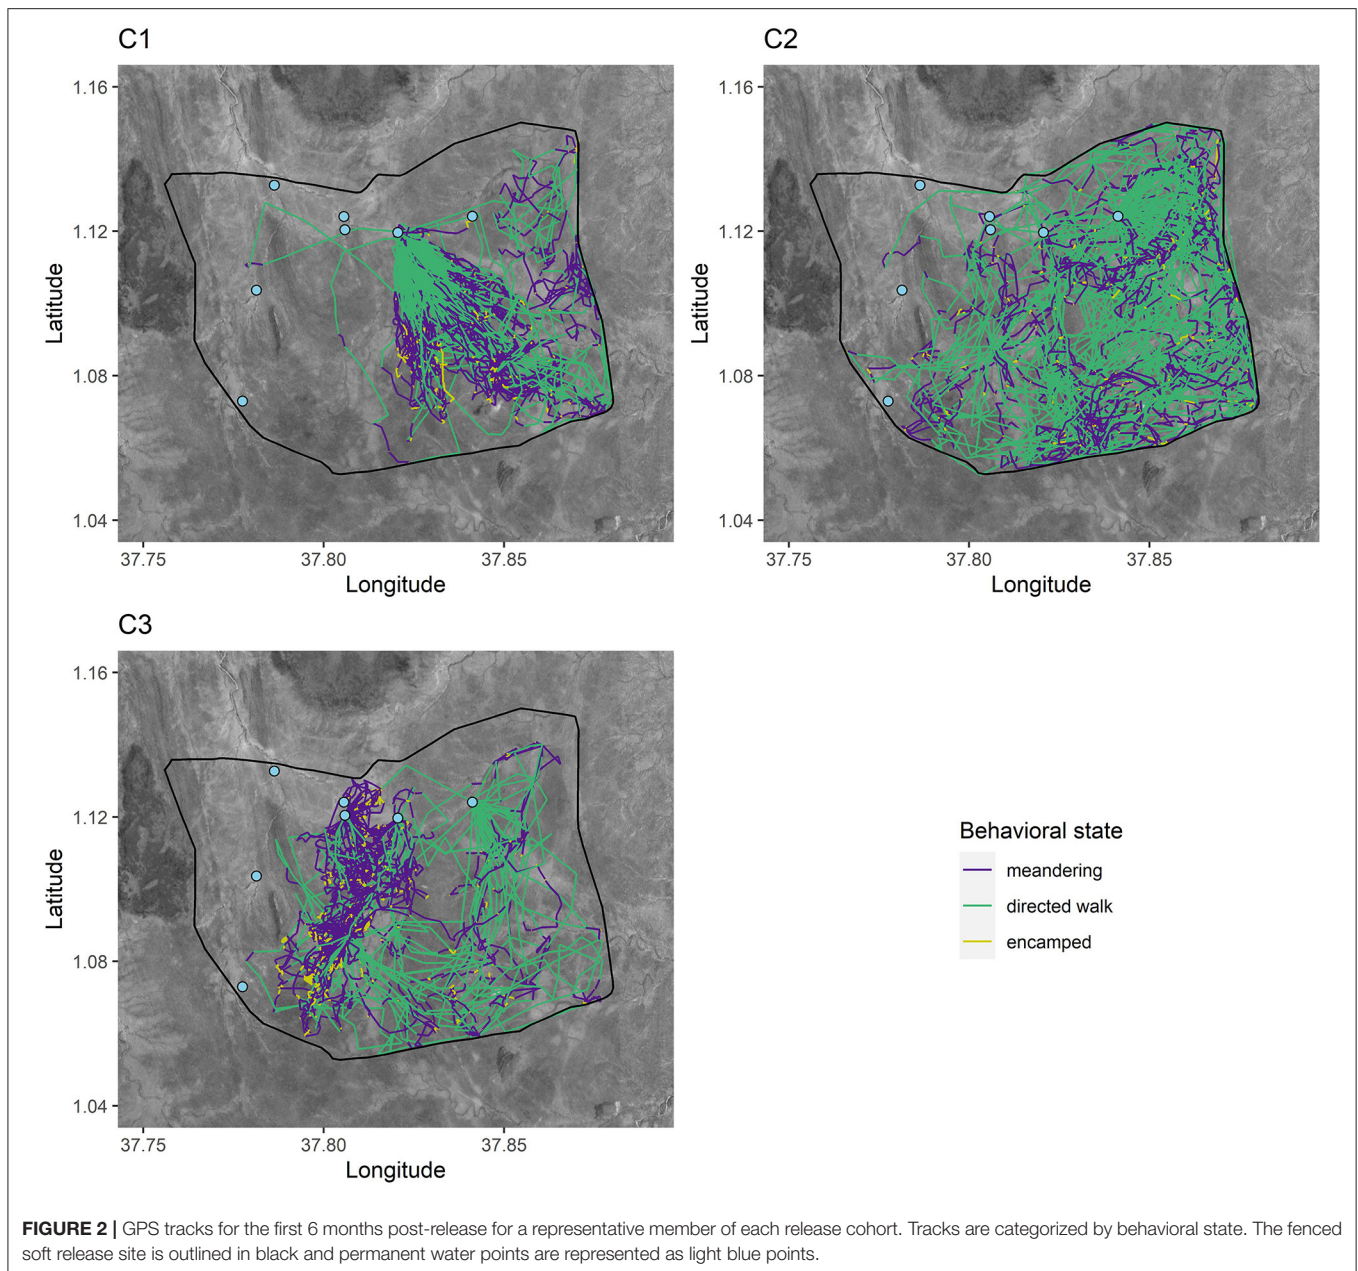 C1
C2
1.16
1.12
1.08
1.04
Latitude
37.75 37.80 37.85
Longitude
1.16
1.12
1.08
1.04
Latitude
37.75 37.80 37.85
Longitude
C3
1.16
1.12
1.08
1.04
Latitude
37.75 37.80 37.85
Longitude
Behavioral state
meandering
directed walk
encamped
FIGURE 2 | GPS tracks for the first 6 months post-release for a representative member of each release cohort. Tracks are categorized by behavioral state. The fenced
soft release site is outlined in black and permanent water points are represented as light blue points.